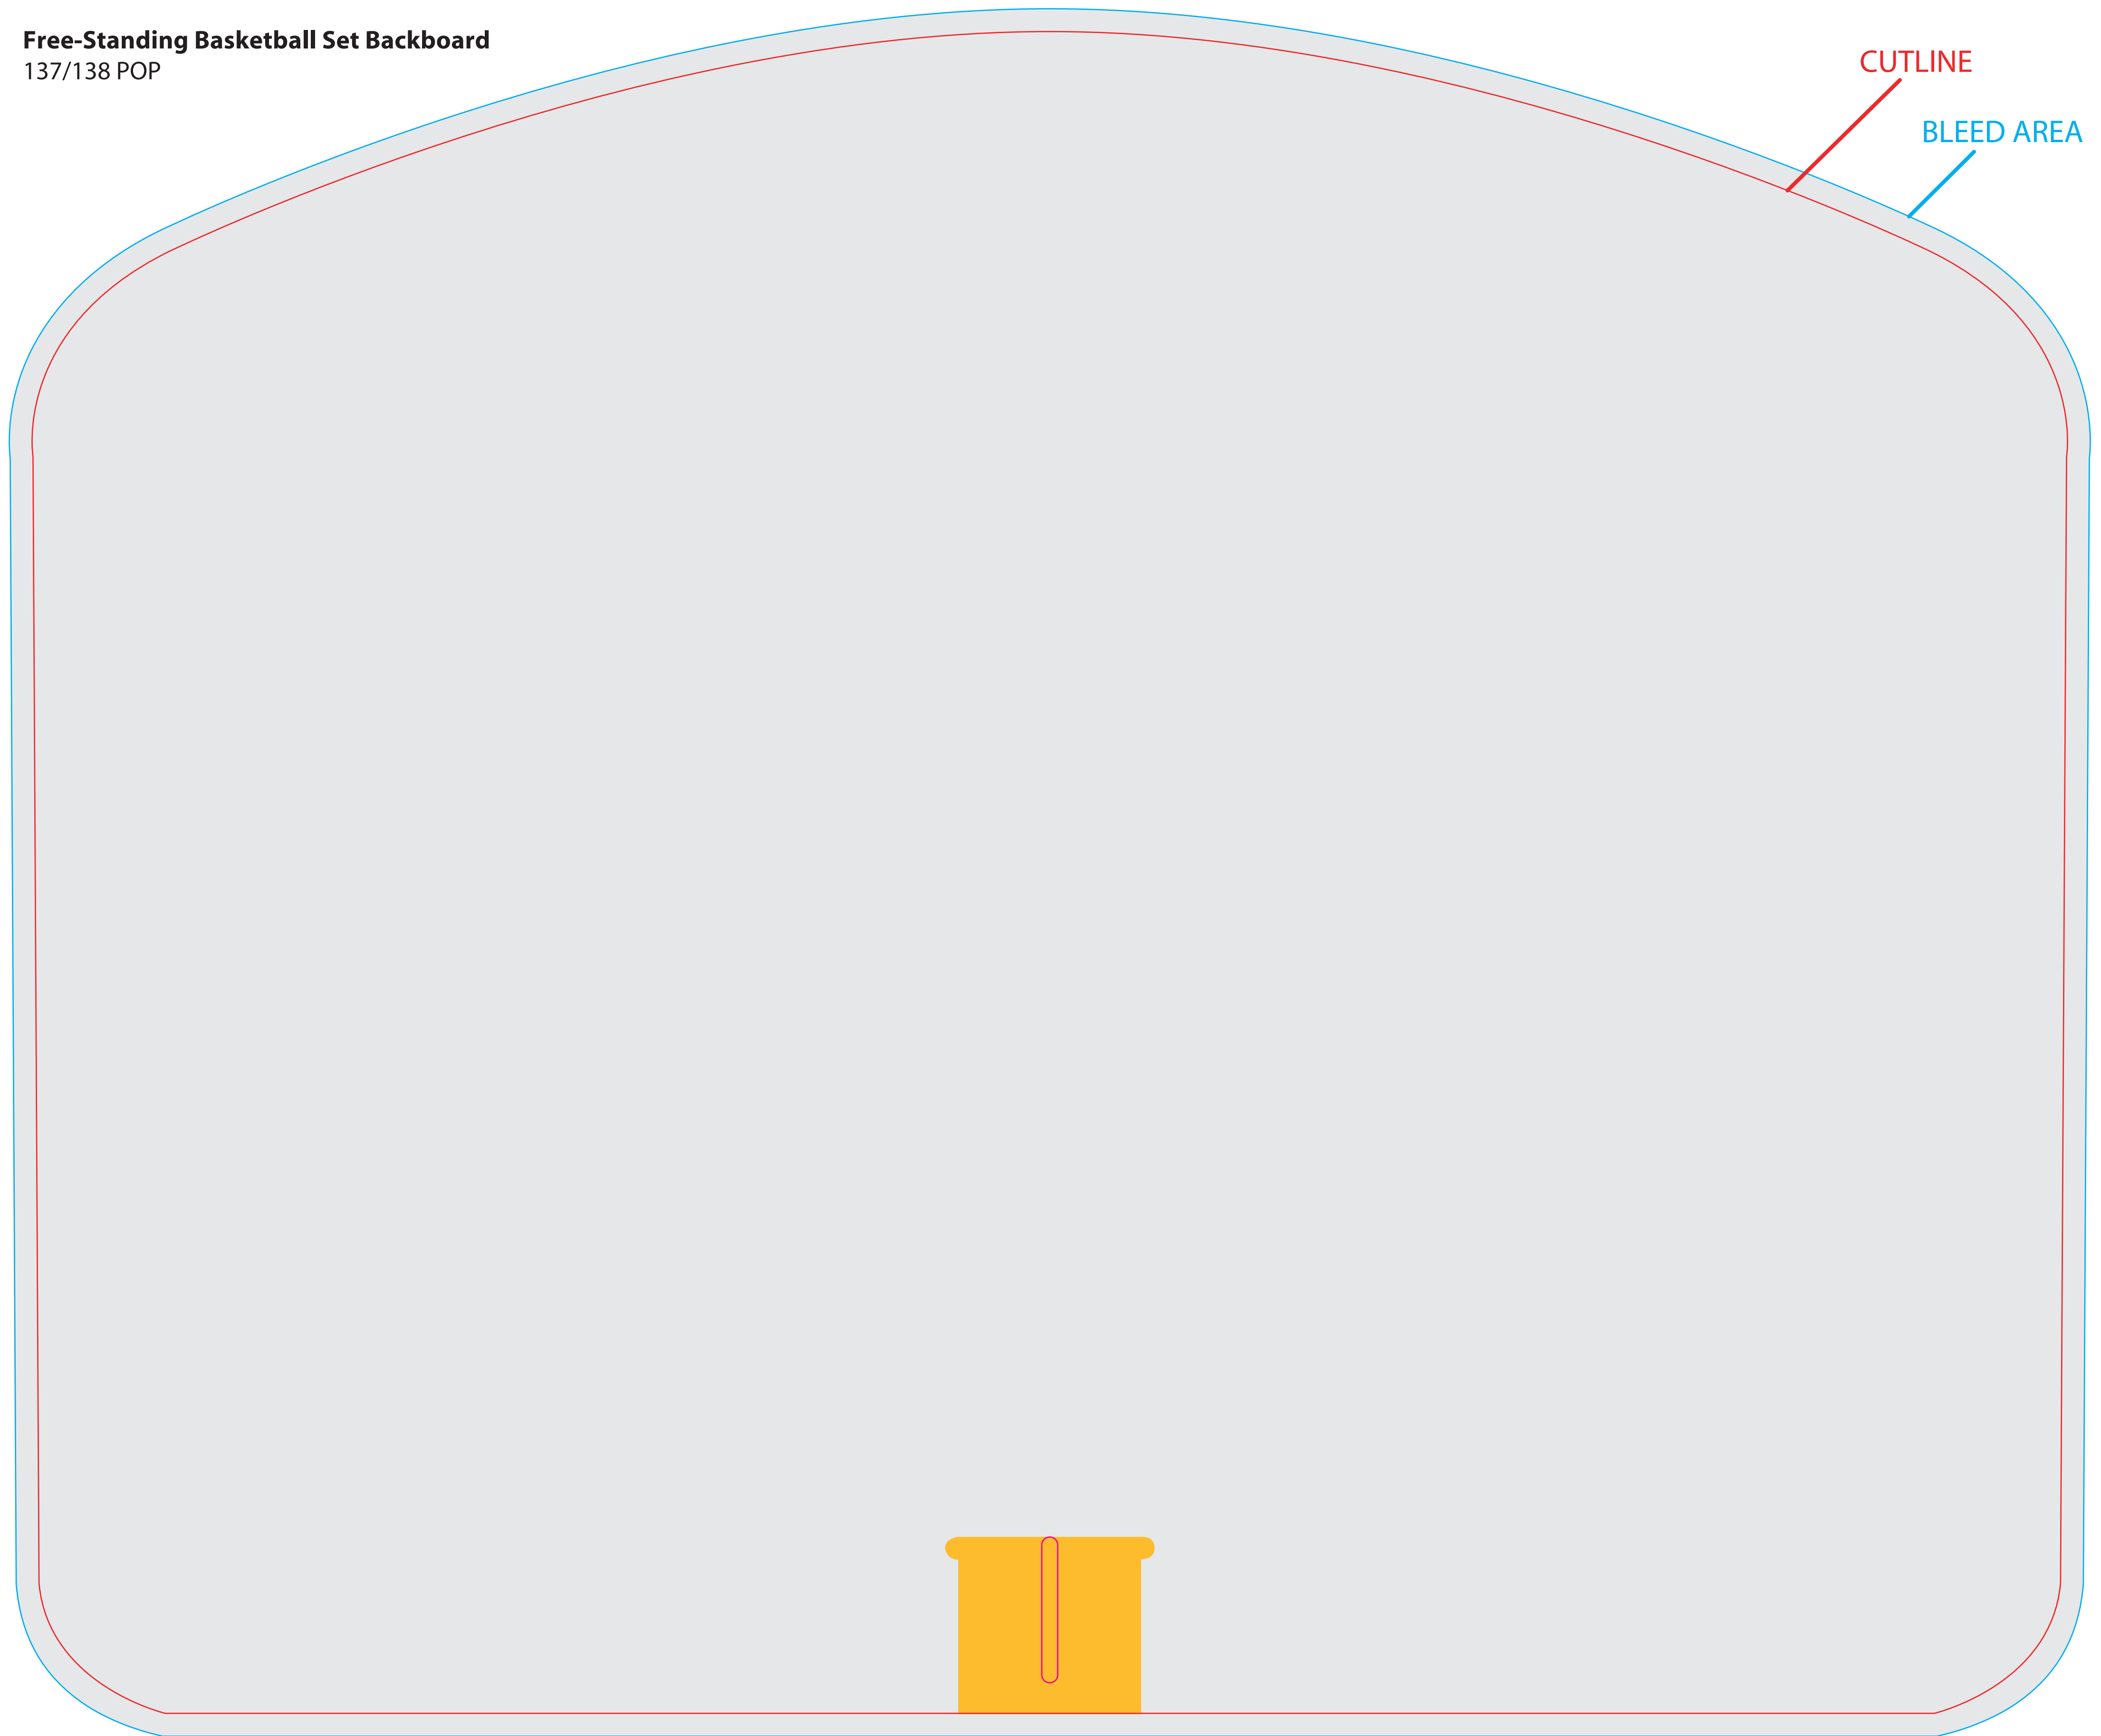 Free-Standing Basketball Set Backboard
137/138 POP
CUTLINE
BLEED AREA